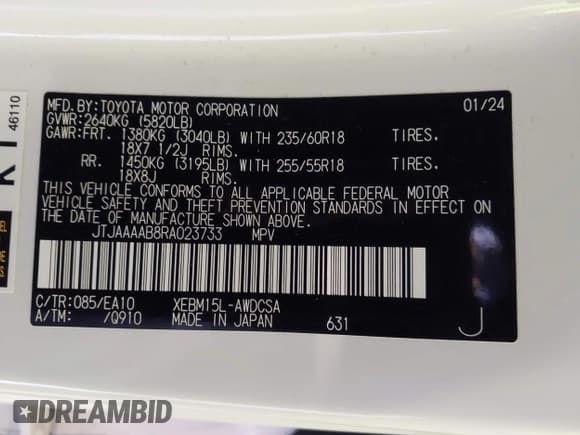 46110
MFD.BY:TOYOTA MOTOR CORPORATION 01/24
GVWR:2640KG (5820LB)
GAWR:FRT. 1380KG (3040LB) WITH 235/60R18 TIRES.
18X7 1/2J RIMS.
RR. 1450KG (3195LB) WITH 255/55R18 TIRES.
18X8J RIMS.
THIS VEHICLE CONFORMS TO ALL APPLICABLE FEDERAL MOTOR
VEHICLE SAFETY AND THEFT PREVENTION STANDARDS IN EFFECT ON
THE DATE OF MANUFACTURE SHOWN ABOVE.
JTJAAAAB8RA023733 MPV
C/TR:085/EA10 XEBM15L-AWDCSA
A/TM: /Q910 MADE IN JAPAN 631 J
DREAMBID